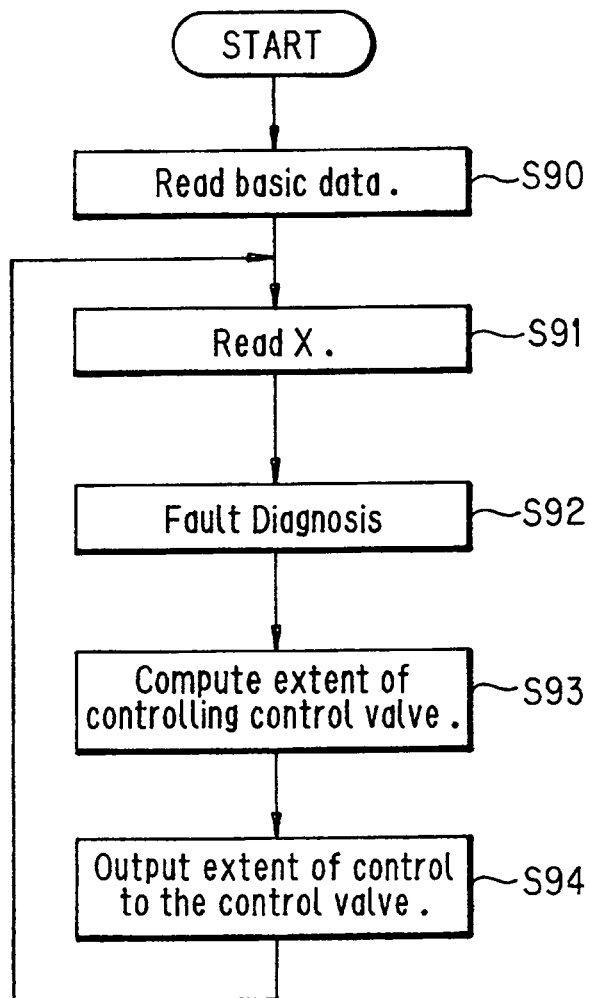 START
Read basic data.
S90
Read X.
S91
Fault Diagnosis
S92
Compute extent of
controlling control valve.
S93
Output extent of control
to the control valve.
S94